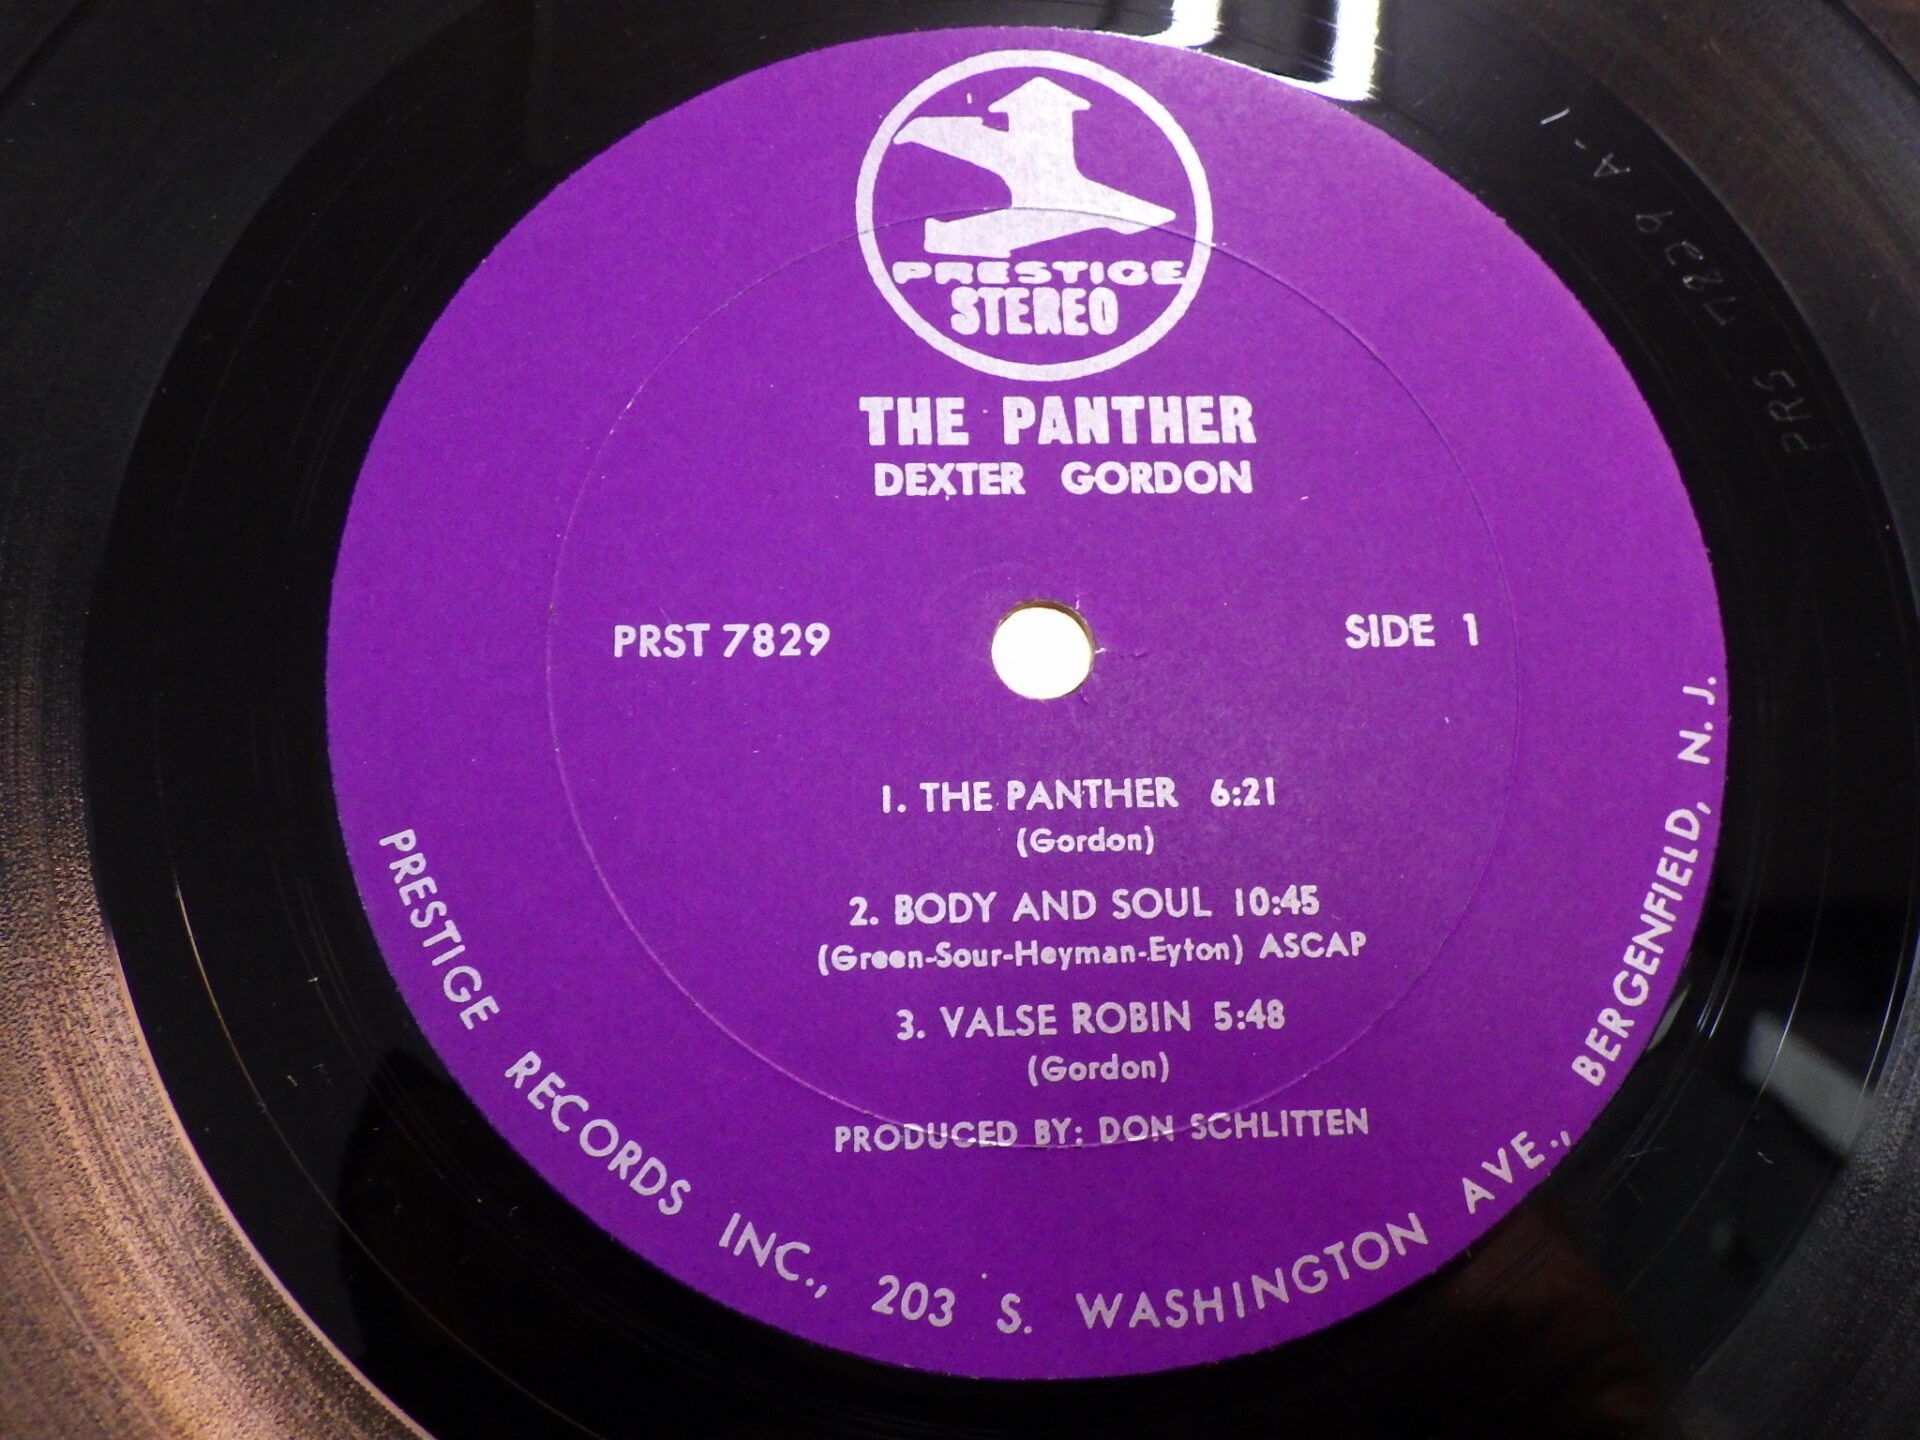 PRESTIGE
STEREO
THE PANTHER
DEXTER GORDON
PRST 7829
SIDE 1
1. THE PANTHER 6:21
(Gordon)
2. BODY AND SOUL 10:45
(Green-Sour-Heyman-Eyton) ASCAP
3. VALSE ROBIN 5:48
(Gordon)
PRODUCED BY: DON SCHLITTEN
PRESTIGE RECORDS INC., 203 S. WASHINGTON AVE., BERGENFIELD, N. J.
PRS 7829 A-1